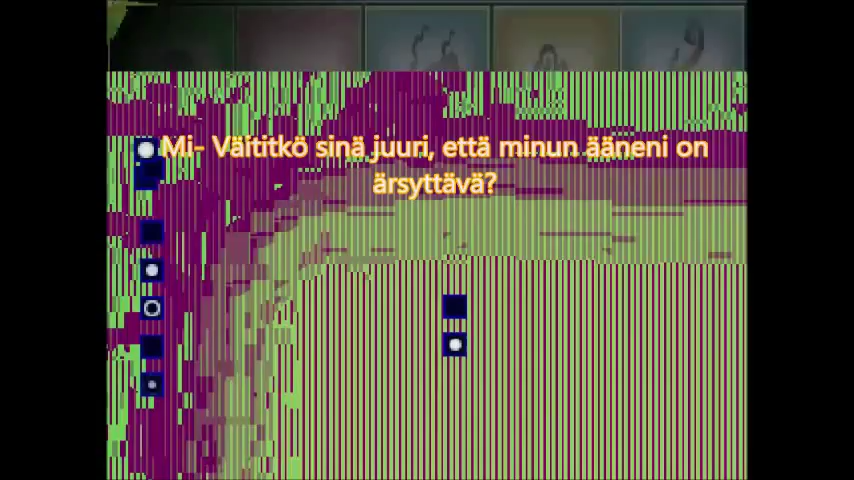 Mi- Väititkö sinä juuri, että minun ääneni on
ärsyttävä?